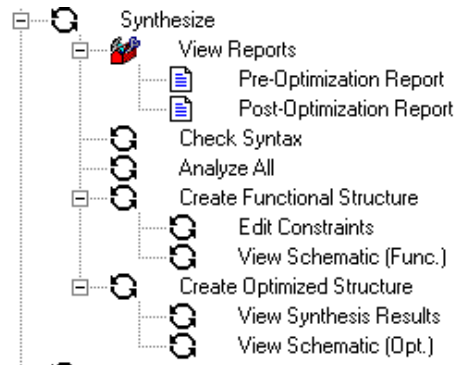 Synthesize
View Reports
Pre-Optimization Report
Post-Optimization Report
Check Syntax
Analyze All
Create Functional Structure
Edit Constraints
View Schematic (Func.)
Create Optimized Structure
View Synthesis Results
View Schematic (Opt.)